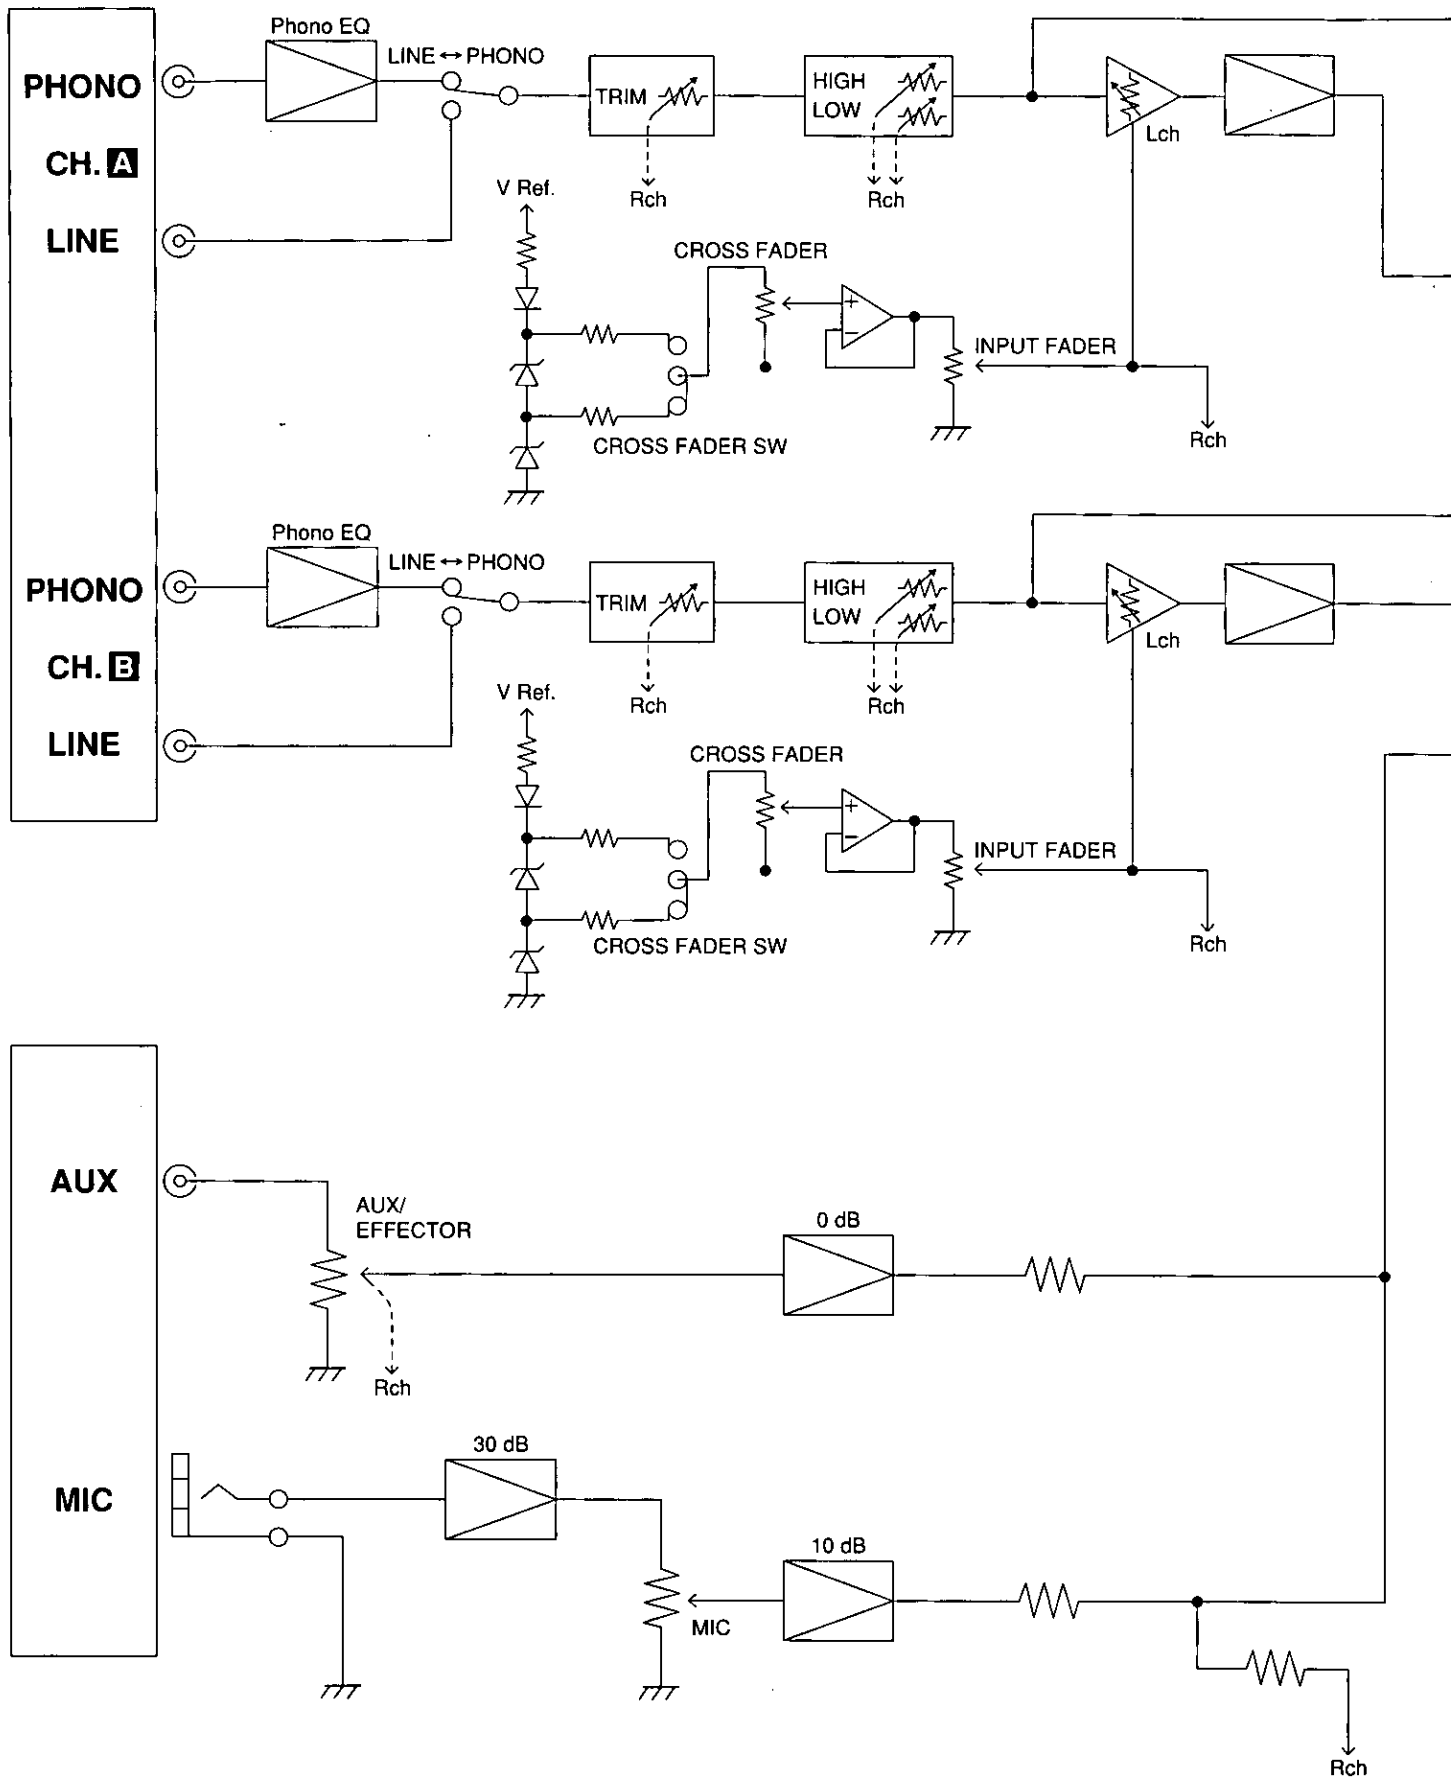 Phono EQ
LINE ↔ PHONO
PHONO
TRIM
HIGH
LOW
Lch
CH. A
Rch
Rch
V Ref.
LINE
CROSS FADER
+
−
INPUT FADER
CROSS FADER SW
Rch
Phono EQ
LINE ↔ PHONO
PHONO
TRIM
HIGH
LOW
Lch
CH. B
Rch
Rch
V Ref.
LINE
CROSS FADER
+
−
INPUT FADER
CROSS FADER SW
Rch
AUX
AUX/
EFFECTOR
0 dB
Rch
30 dB
MIC
10 dB
MIC
Rch